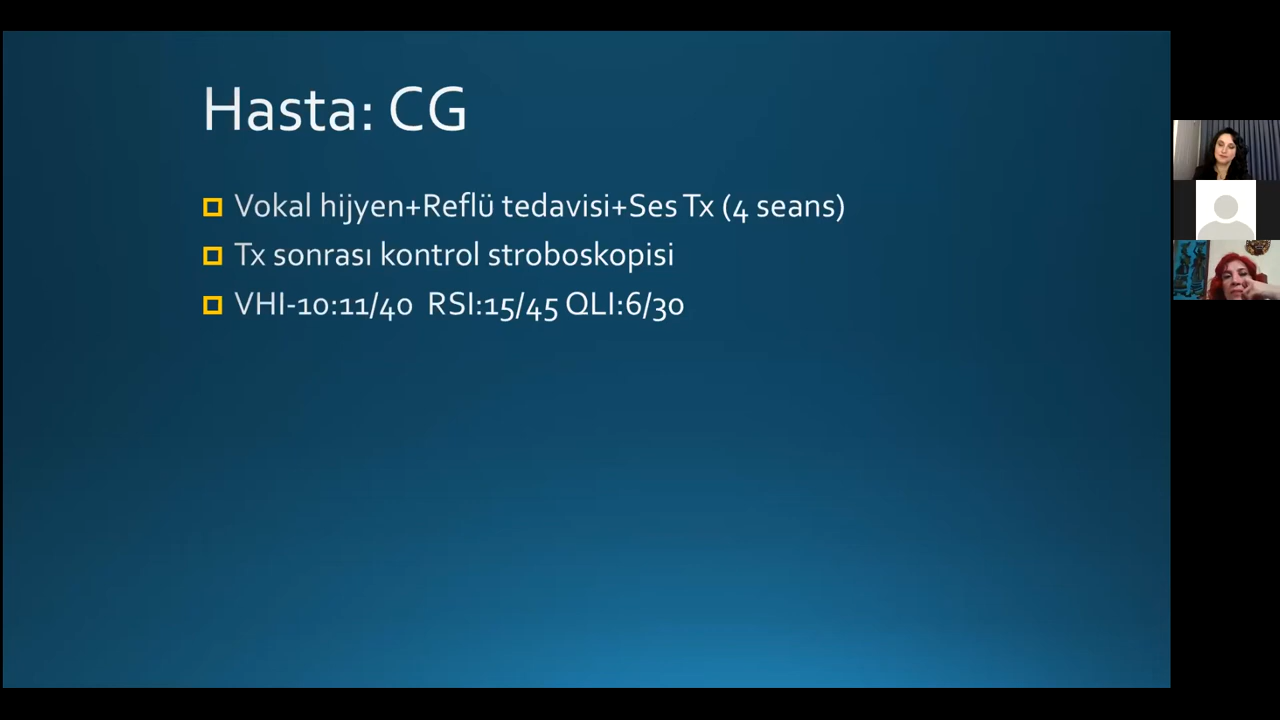 Hasta: CG
Vokal hijyen+Reflü tedavisi+Ses Tx (4 seans)
Tx sonrası kontrol stroboskopisi
VHI-10:11/40 RSI:15/45 QLI:6/30